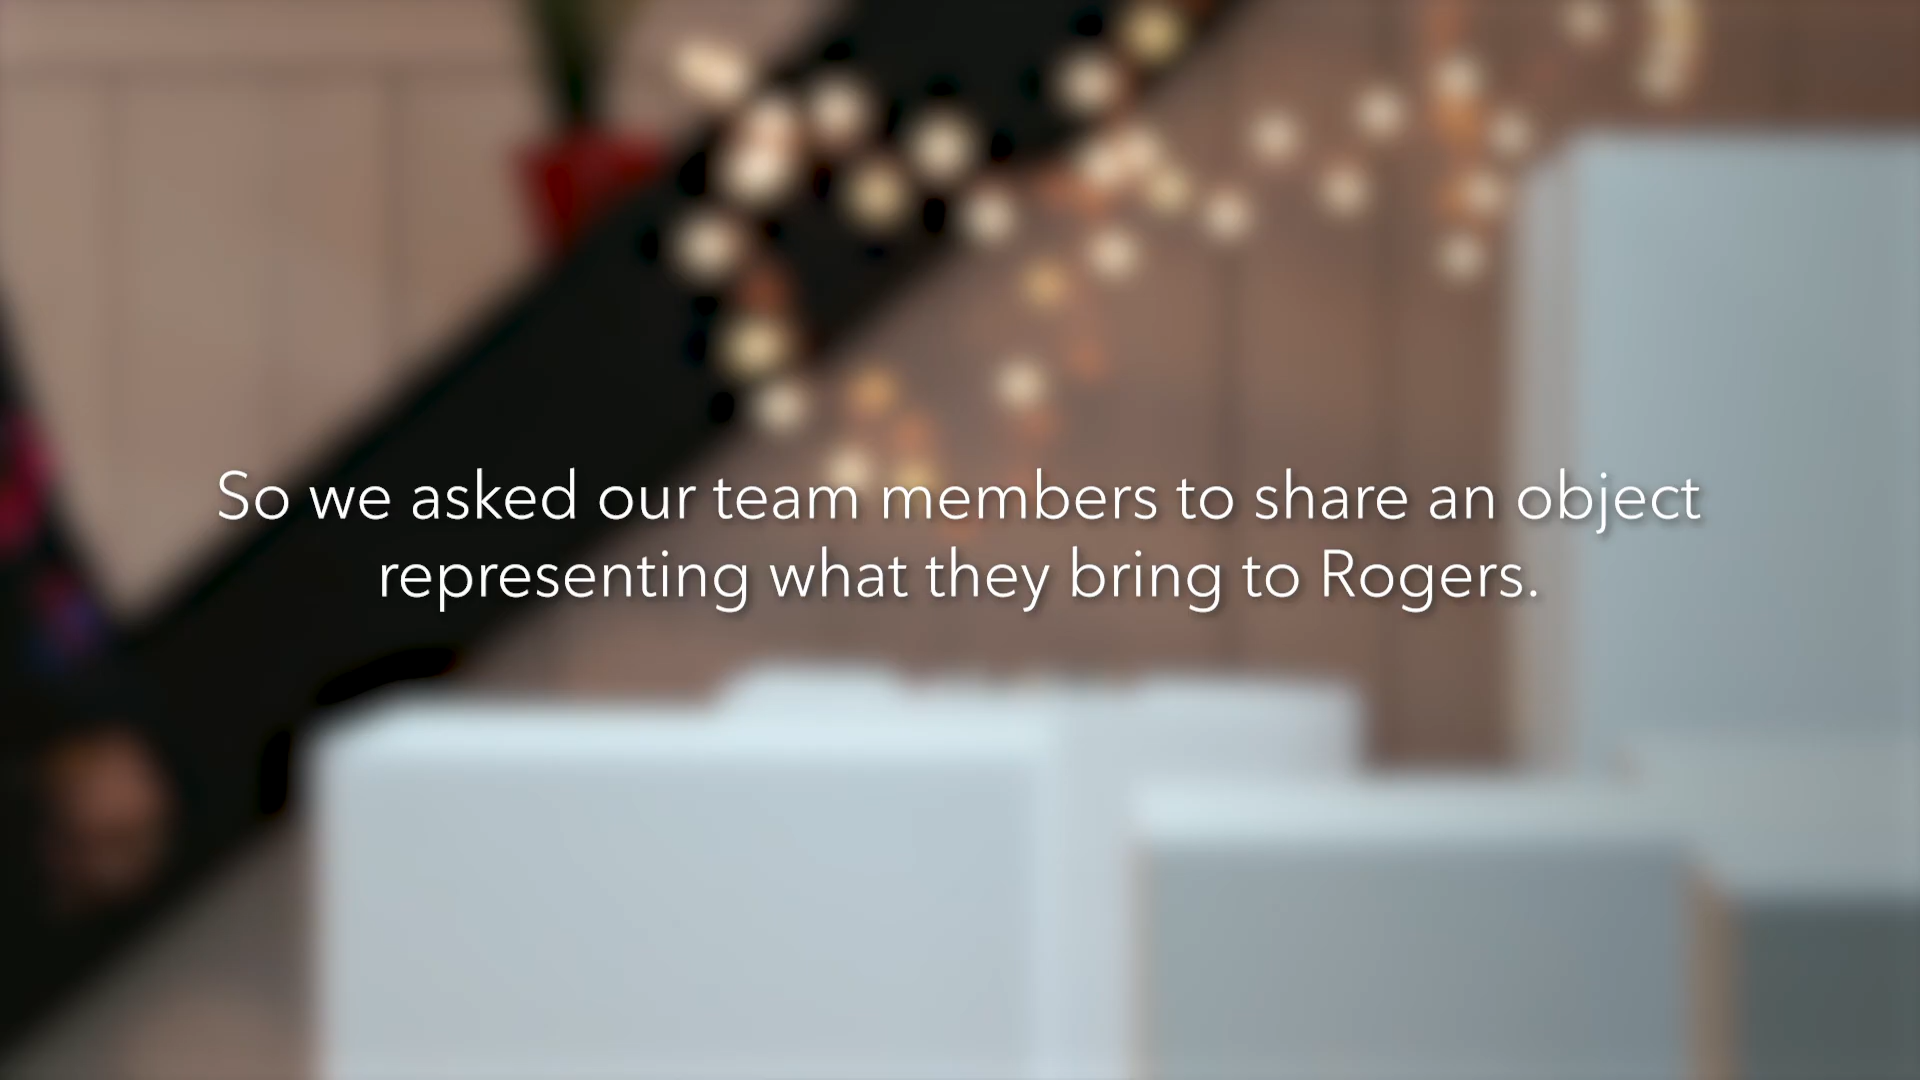 So we asked our team members to share an object
representing what they bring to Rogers.